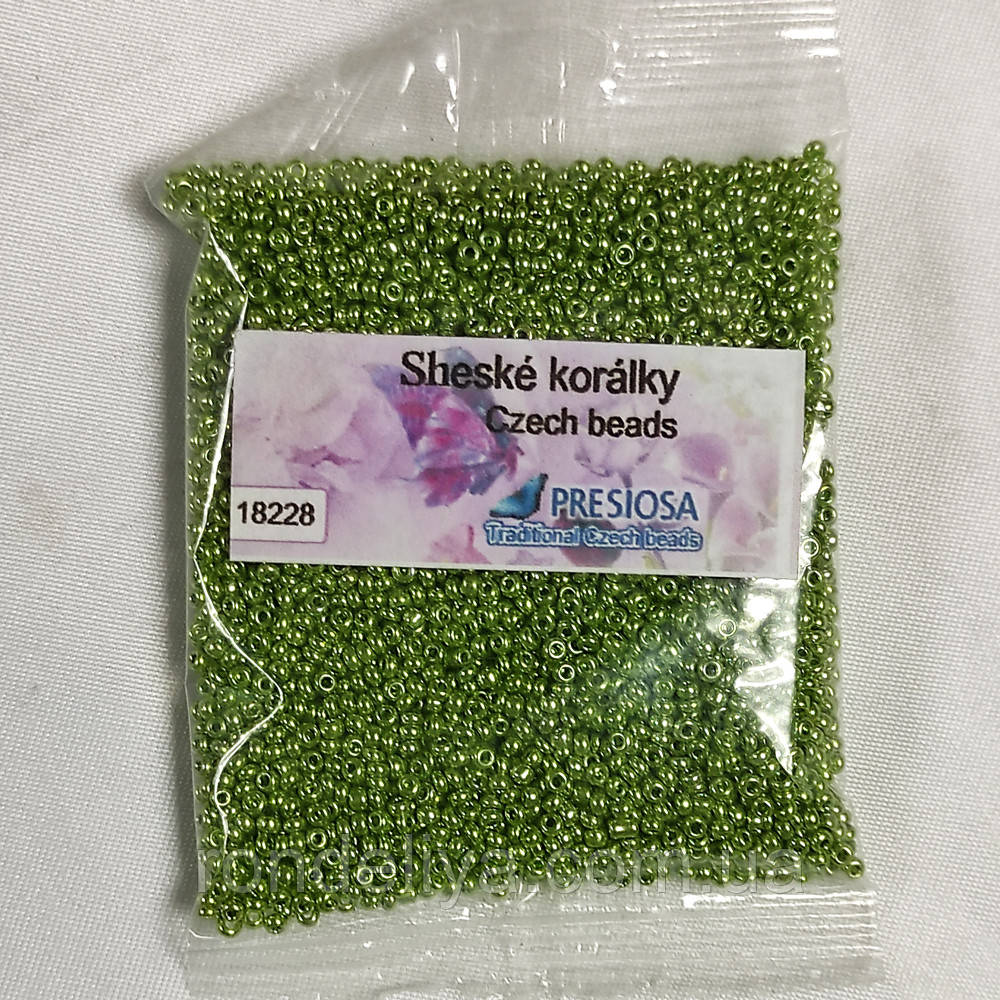 Sheské korálky
Czech beads
18228
PRESIOSA
Traditional Czech beads
rondeliya.com.ua